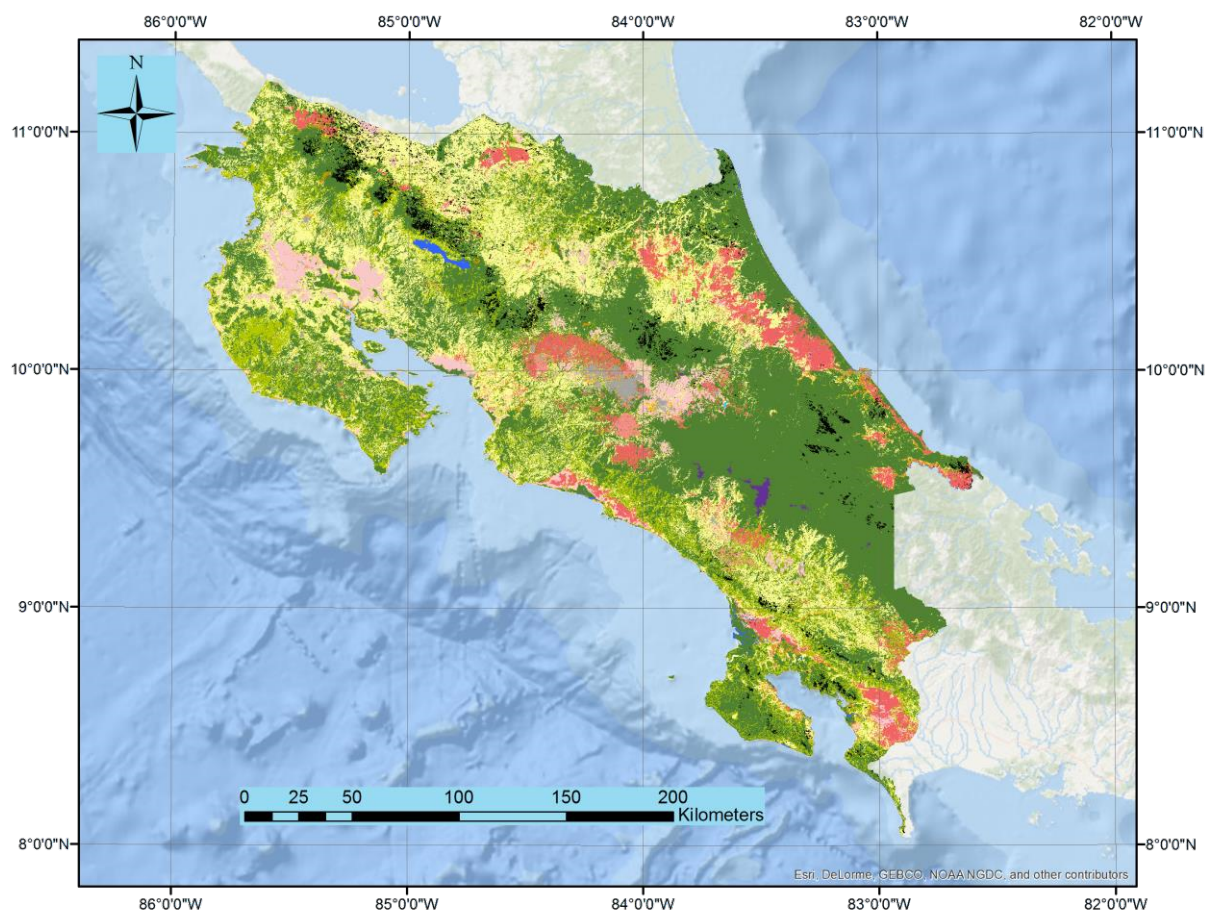 86°0'0"W 85°0'0"W 84°0'0"W 83°0'0"W 82°0'0"W
N
11°0'0"N 11°0'0"N
10°0'0"N 10°0'0"N
9°0'0"N 9°0'0"N
0 25 50 100 150 200
Kilometers
8°0'0"N 8°0'0"N
Esri, DeLorme, GEBCO, NOAA NGDC, and other contributors
86°0'0"W 85°0'0"W 84°0'0"W 83°0'0"W 82°0'0"W